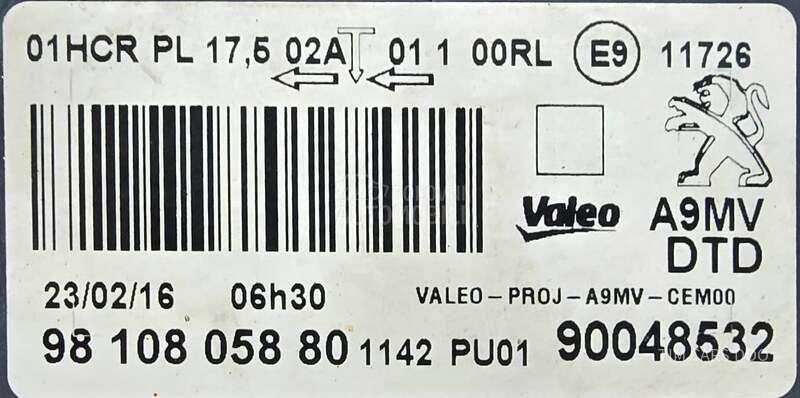 01HCR PL 17,5 02A 01 1 00RL E9 11726
Valeo A9MV
DTD
23/02/16 06h30 VALEO-PROJ-A9MV-CEM00
98 108 058 80 1142 PU01 90048532